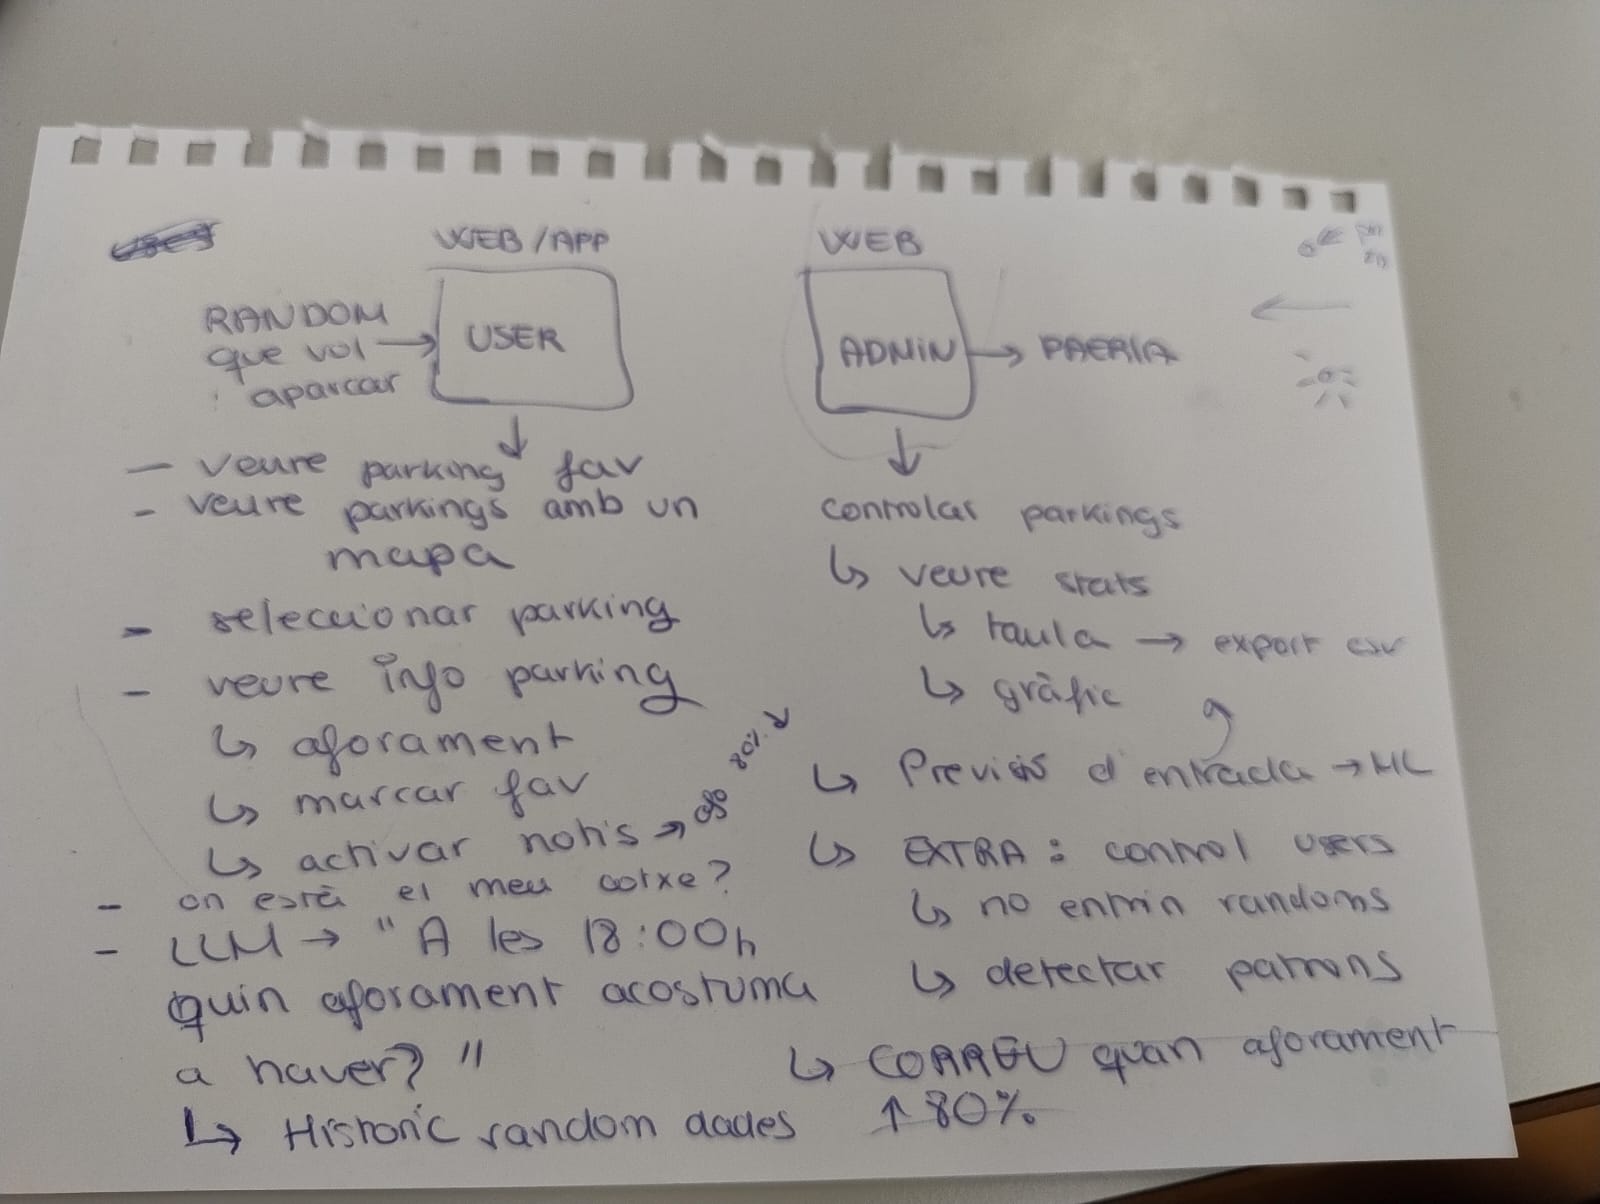 WEB/APP
RANDOM
que vol → USER
aparcar
- veure parking fav
- veure parkings amb un
mapa
- seleccionar parking
- veure info parking
↳ aforament
↳ marcar fav
↳ activar notis → 80%
- on està el meu cotxe?
- LLM → "A les 18:00h
quin aforament acostuma
a haver?"
↳ Històric random dades
WEB
ADMIN → PAERIA
controlar parkings
↳ veure stats
↳ taula → export csv
↳ gràfic
↳ Previsió d'entrada → ML
↳ EXTRA: control users
↳ no entrin randoms
↳ detectar patrons
↳ CORREU quan aforament
↑ 80%